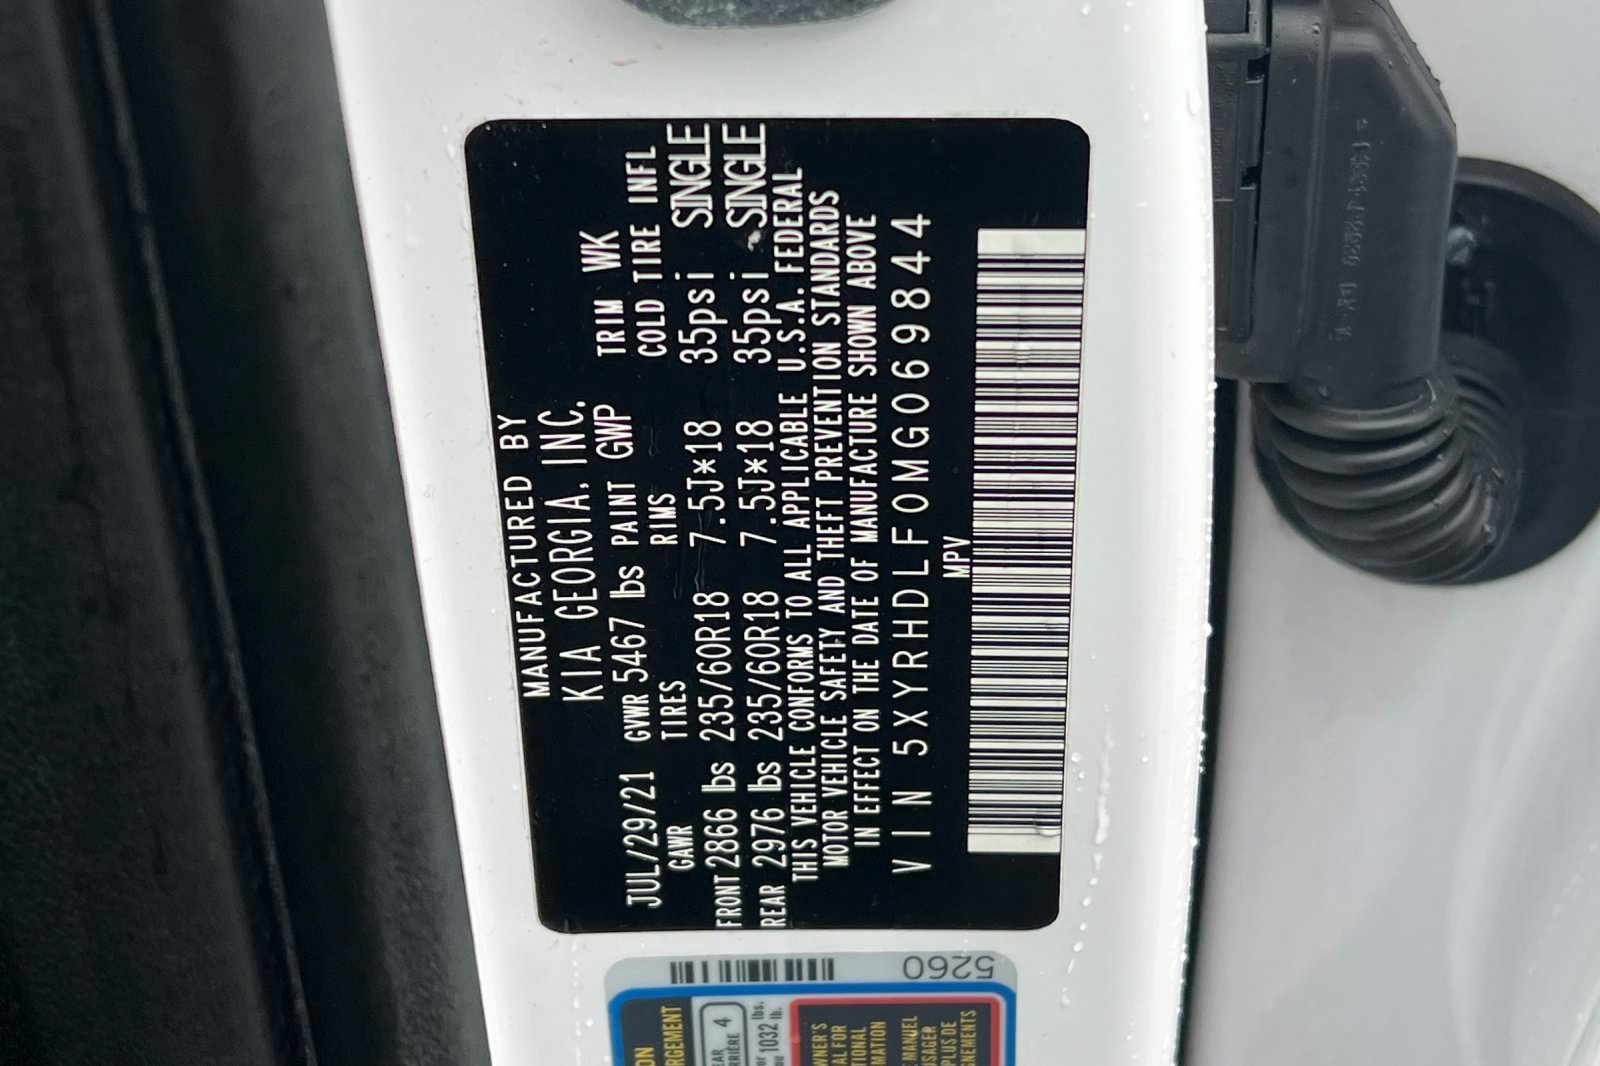 MANUFACTURED BY
KIA GEORGIA, INC.
JUL/29/21 GVWR 5467 lbs PAINT GWP TRIM WK
GAWR TIRES RIMS COLD TIRE INFL
FRONT 2866 lbs 235/60R18 7.5J*18 35psi SINGLE
REAR 2976 lbs 235/60R18 7.5J*18 35psi SINGLE
THIS VEHICLE CONFORMS TO ALL APPLICABLE U.S.A. FEDERAL
MOTOR VEHICLE SAFETY AND THEFT PREVENTION STANDARDS
IN EFFECT ON THE DATE OF MANUFACTURE SHOWN ABOVE
VIN 5XYRHDLF0MG069844
MPV
5260
4
1032 lb.